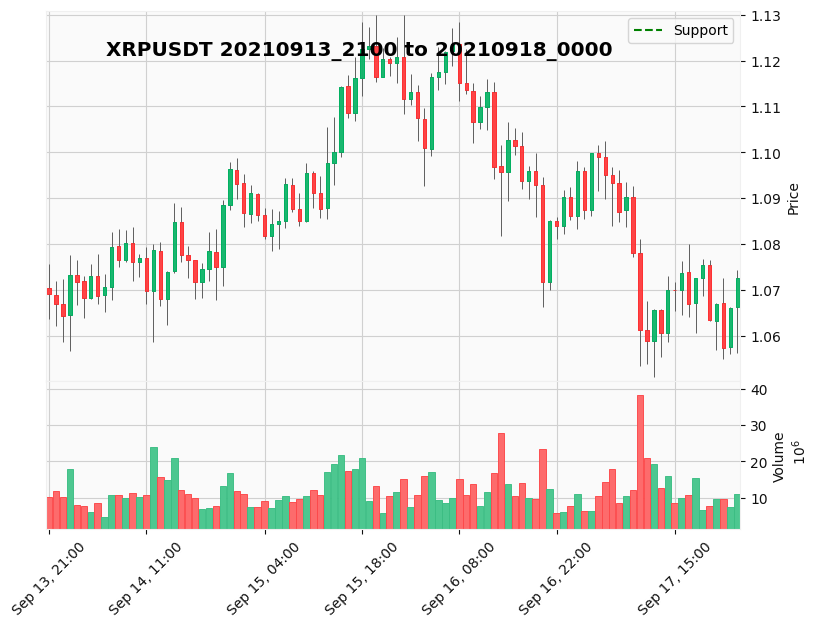 XRPUSDT 20210913_2100 to 20210918_0000
Support
1.13
1.12
1.11
1.10
1.09
1.08
1.07
1.06
Price
40
30
20
10
Volume
10^6
Sep 13, 21:00
Sep 14, 11:00
Sep 15, 04:00
Sep 15, 18:00
Sep 16, 08:00
Sep 16, 22:00
Sep 17, 15:00